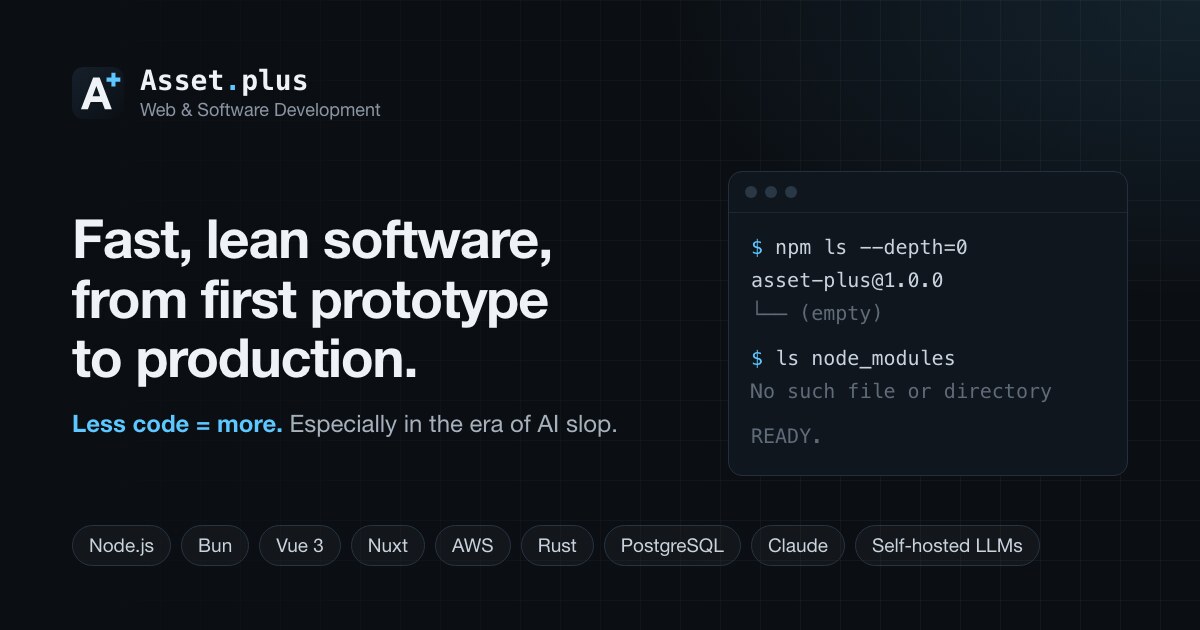 A+
Asset.plus
Web & Software Development
Fast, lean software,
from first prototype
to production.
Less code = more. Especially in the era of AI slop.
$ npm ls --depth=0
asset-plus@1.0.0
└── (empty)
$ ls node_modules
No such file or directory
READY.
Node.js
Bun
Vue 3
Nuxt
AWS
Rust
PostgreSQL
Claude
Self-hosted LLMs